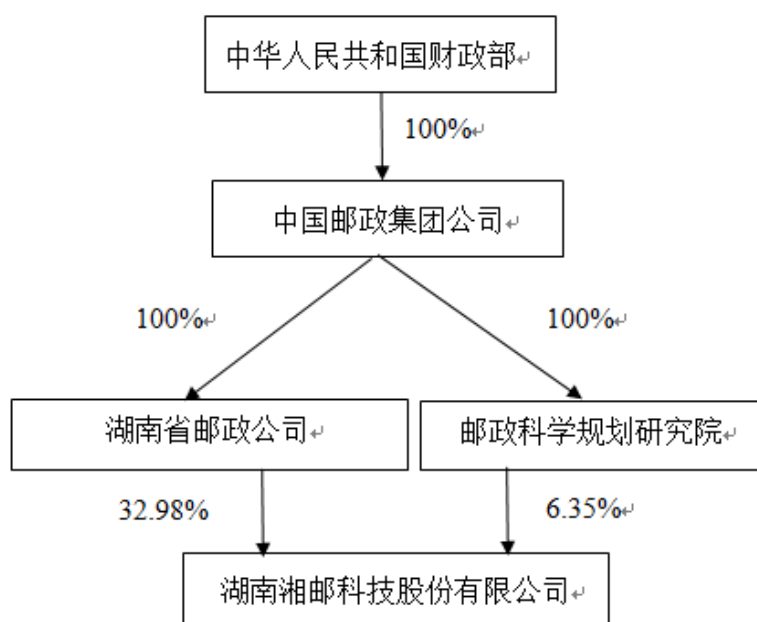 中华人民共和国财政部
100%
中国邮政集团公司
100%
100%
湖南省邮政公司
邮政科学规划研究院
32.98%
6.35%
湖南湘邮科技股份有限公司